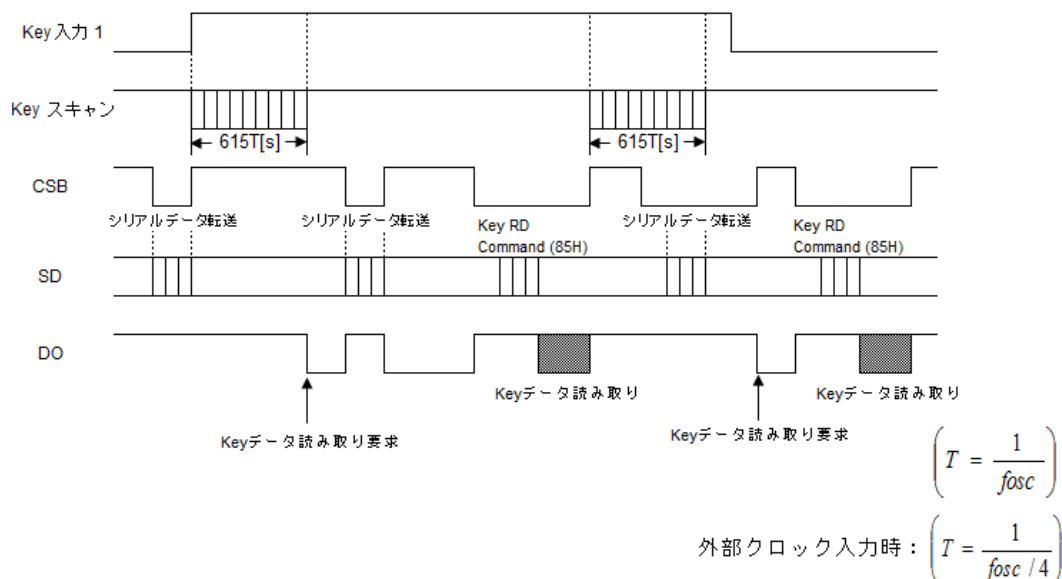 Key 入力 1
Key スキャン
615T[s]
615T[s]
CSB
シリアルデータ転送
シリアルデータ転送
Key RD
Command (85H)
シリアルデータ転送
Key RD
Command (85H)
SD
DO
Keyデータ読み取り
Keyデータ読み取り
Keyデータ読み取り要求
Keyデータ読み取り要求
(T = 1/fosc)
外部クロック入力時：(T = 1/(fosc /4))